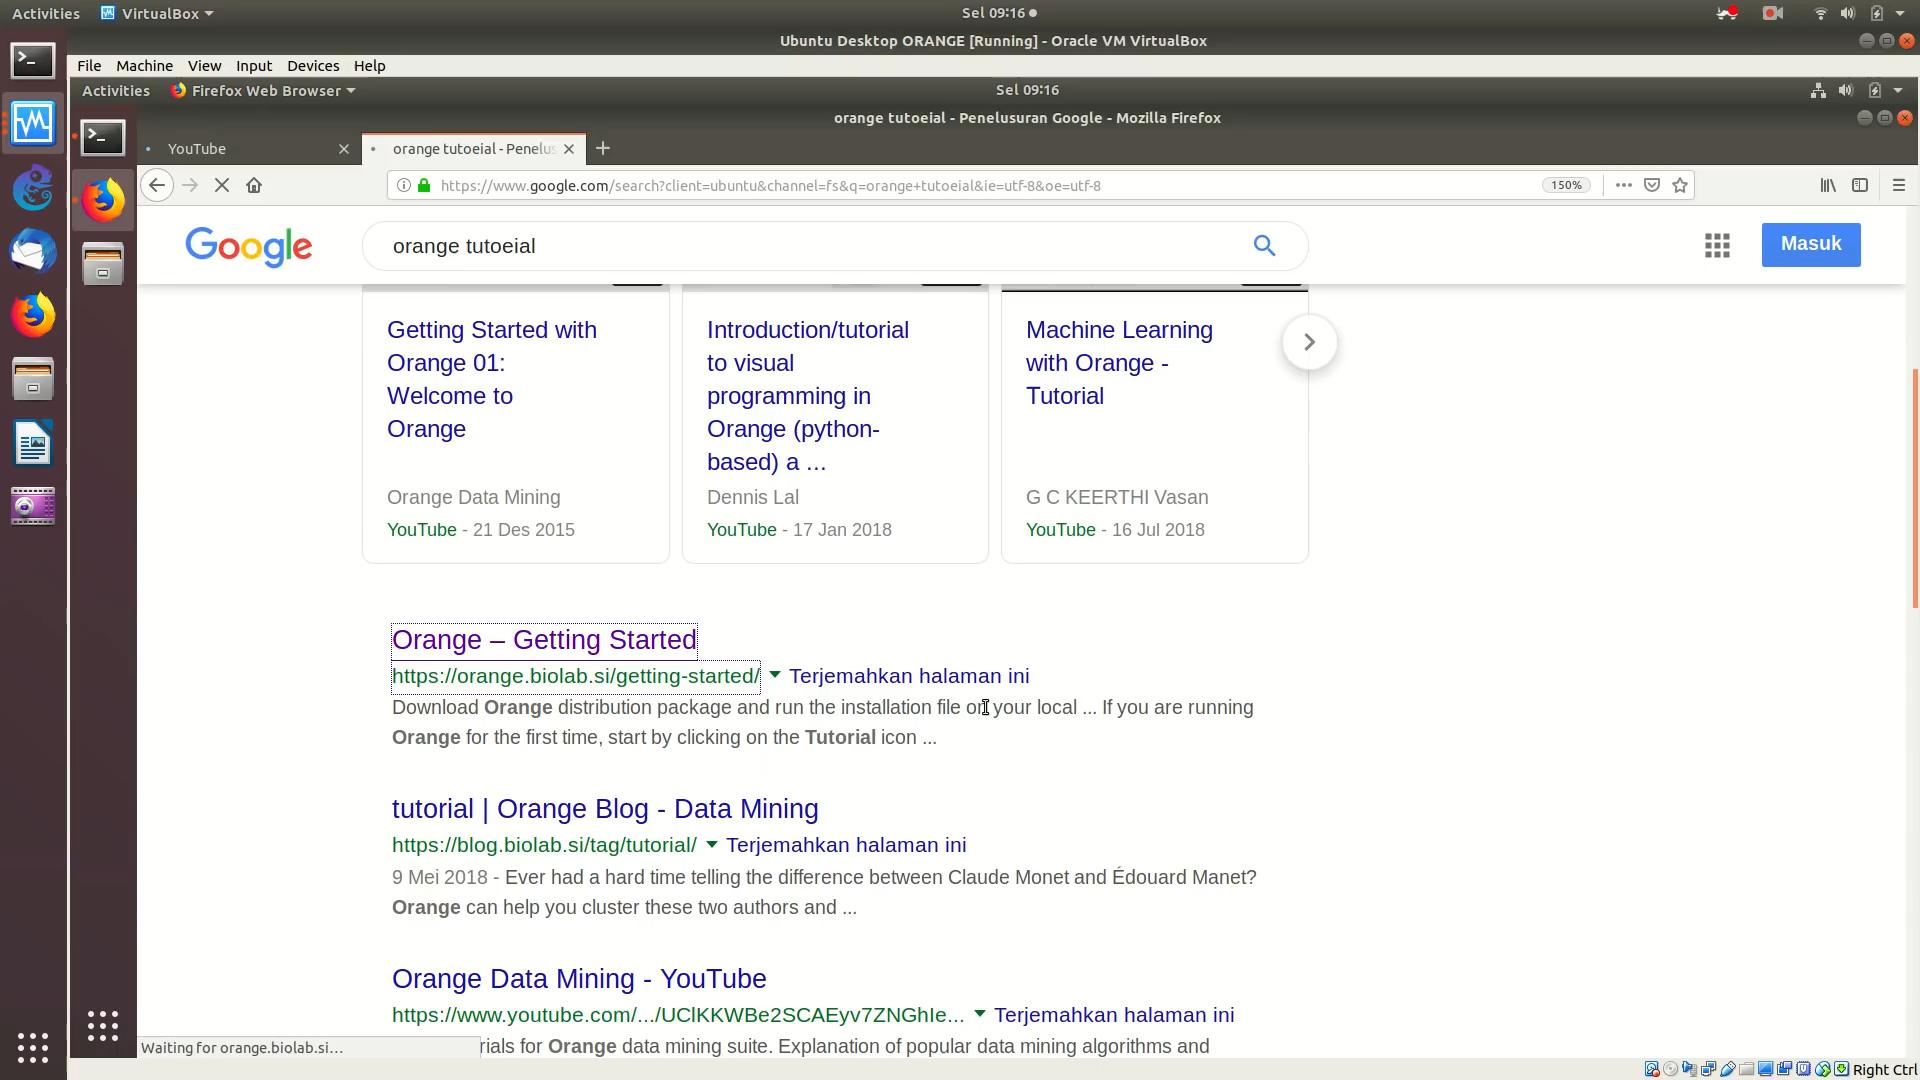 Activities VirtualBox Sel 09:16
Ubuntu Desktop ORANGE [Running] - Oracle VM VirtualBox
File Machine View Input Devices Help
Activities Firefox Web Browser Sel 09:16
orange tutoeial - Penelusuran Google - Mozilla Firefox
YouTube orange tutoeial - Penelus
https://www.google.com/search?client=ubuntu&channel=fs&q=orange+tutoeial&ie=utf-8&oe=utf-8 150%
Google orange tutoeial Masuk
Getting Started with
Orange 01:
Welcome to
Orange
Orange Data Mining
YouTube - 21 Des 2015
Introduction/tutorial
to visual
programming in
Orange (python-
based) a ...
Dennis Lal
YouTube - 17 Jan 2018
Machine Learning
with Orange -
Tutorial
G C KEERTHI Vasan
YouTube - 16 Jul 2018
Orange – Getting Started
https://orange.biolab.si/getting-started/ Terjemahkan halaman ini
Download Orange distribution package and run the installation file on your local ... If you are running
Orange for the first time, start by clicking on the Tutorial icon ...
tutorial | Orange Blog - Data Mining
https://blog.biolab.si/tag/tutorial/ Terjemahkan halaman ini
9 Mei 2018 - Ever had a hard time telling the difference between Claude Monet and Édouard Manet?
Orange can help you cluster these two authors and ...
Orange Data Mining - YouTube
https://www.youtube.com/.../UClKKWBe2SCAEyv7ZNGhIe... Terjemahkan halaman ini
rials for Orange data mining suite. Explanation of popular data mining algorithms and
Waiting for orange.biolab.si...
Right Ctrl